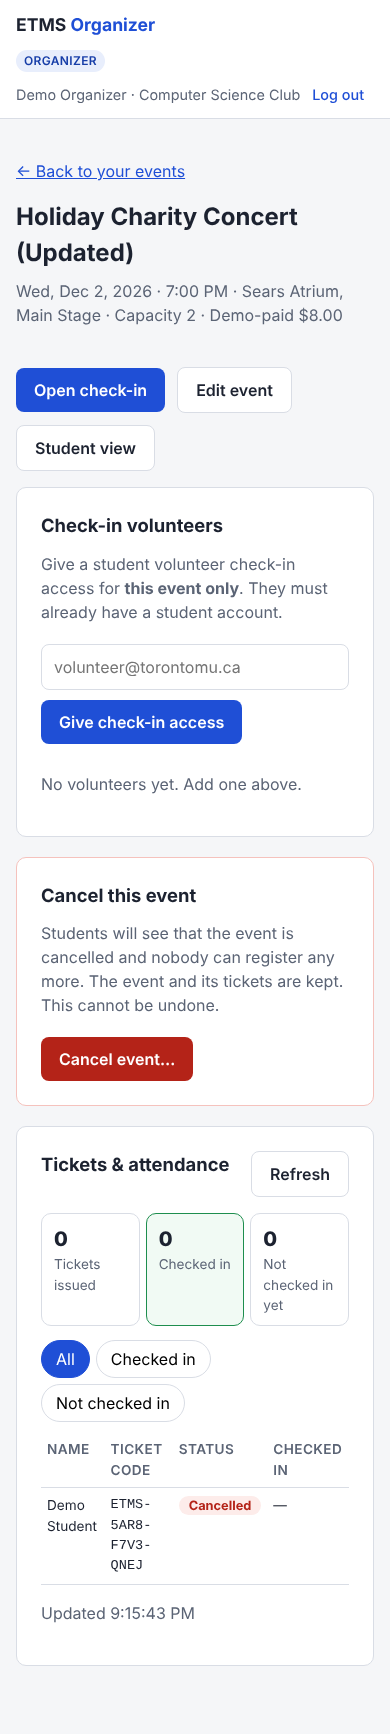 ETMS Organizer
ORGANIZER
Demo Organizer · Computer Science Club Log out
← Back to your events
Holiday Charity Concert
(Updated)
Wed, Dec 2, 2026 · 7:00 PM · Sears Atrium,
Main Stage · Capacity 2 · Demo-paid $8.00
Open check-in Edit event
Student view
Check-in volunteers
Give a student volunteer check-in
access for this event only. They must
already have a student account.
volunteer@torontomu.ca
Give check-in access
No volunteers yet. Add one above.
Cancel this event
Students will see that the event is
cancelled and nobody can register any
more. The event and its tickets are kept.
This cannot be undone.
Cancel event...
Tickets & attendance Refresh
0 0 0
Tickets Checked in Not
issued checked in
yet
All Checked in
Not checked in
NAME TICKET STATUS CHECKED
CODE IN
Demo ETMS- Cancelled —
Student 5AR8-
F7V3-
QNEJ
Updated 9:15:43 PM